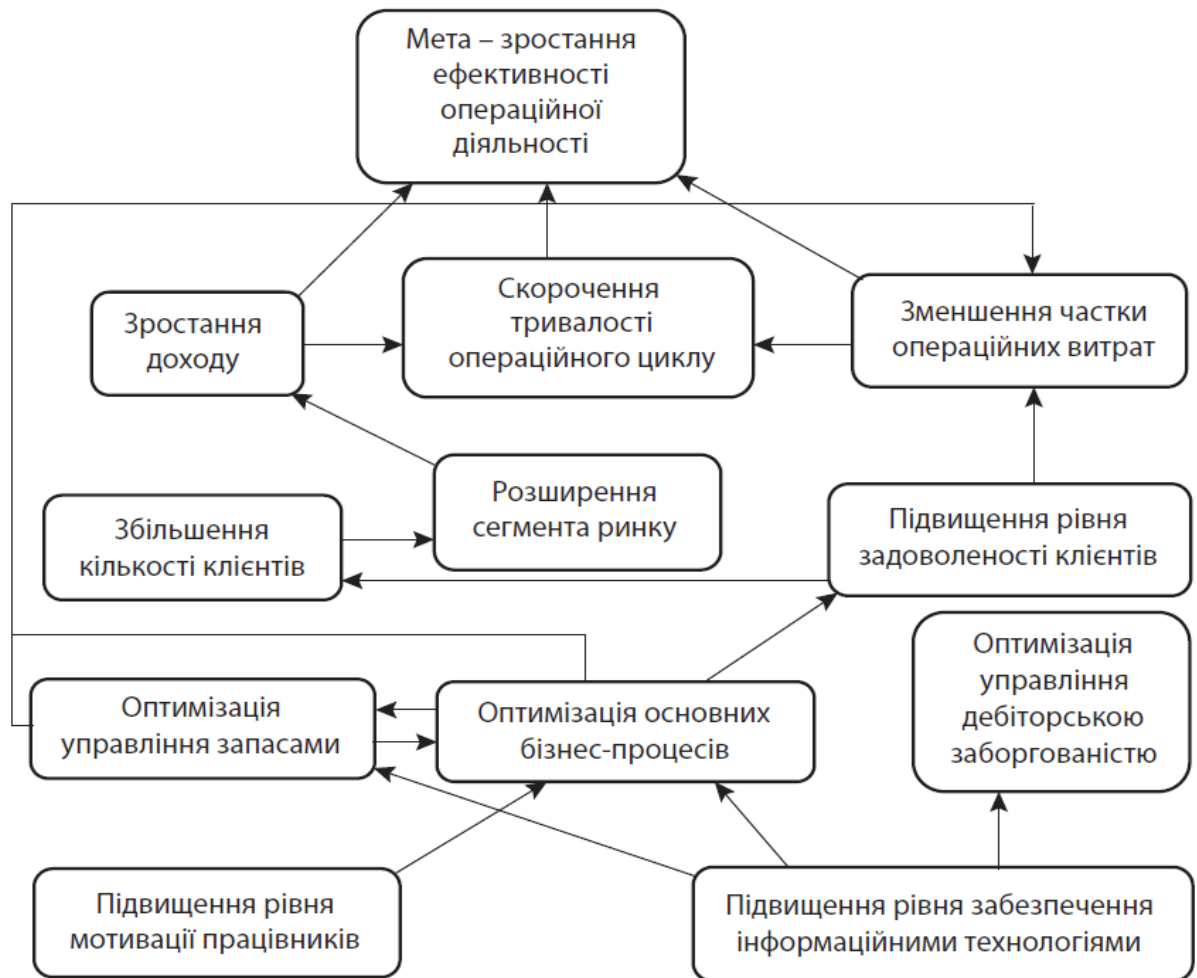 Мета – зростання
ефективності
операційної
діяльності
Зростання
доходу
Скорочення
тривалості
операційного циклу
Зменшення частки
операційних витрат
Збільшення
кількості клієнтів
Розширення
сегмента ринку
Підвищення рівня
задоволеності клієнтів
Оптимізація
управління запасами
Оптимізація основних
бізнес-процесів
Оптимізація
управління
дебіторською
заборгованістю
Підвищення рівня
мотивації працівників
Підвищення рівня забезпечення
інформаційними технологіями